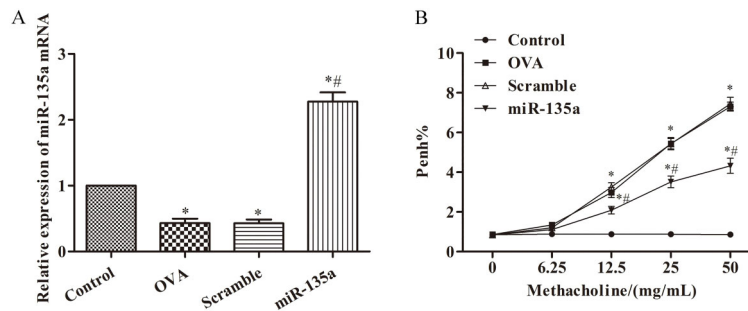 A
Relative expression of miR-135a mRNA
3
2
1
0
*
*
*#
Control
OVA
Scramble
miR-135a
B
Control
OVA
Scramble
miR-135a
Penh%
10
8
6
4
2
0
*
*
*
*#
*#
*#
0 6.25 12.5 25 50
Methacholine/(mg/mL)